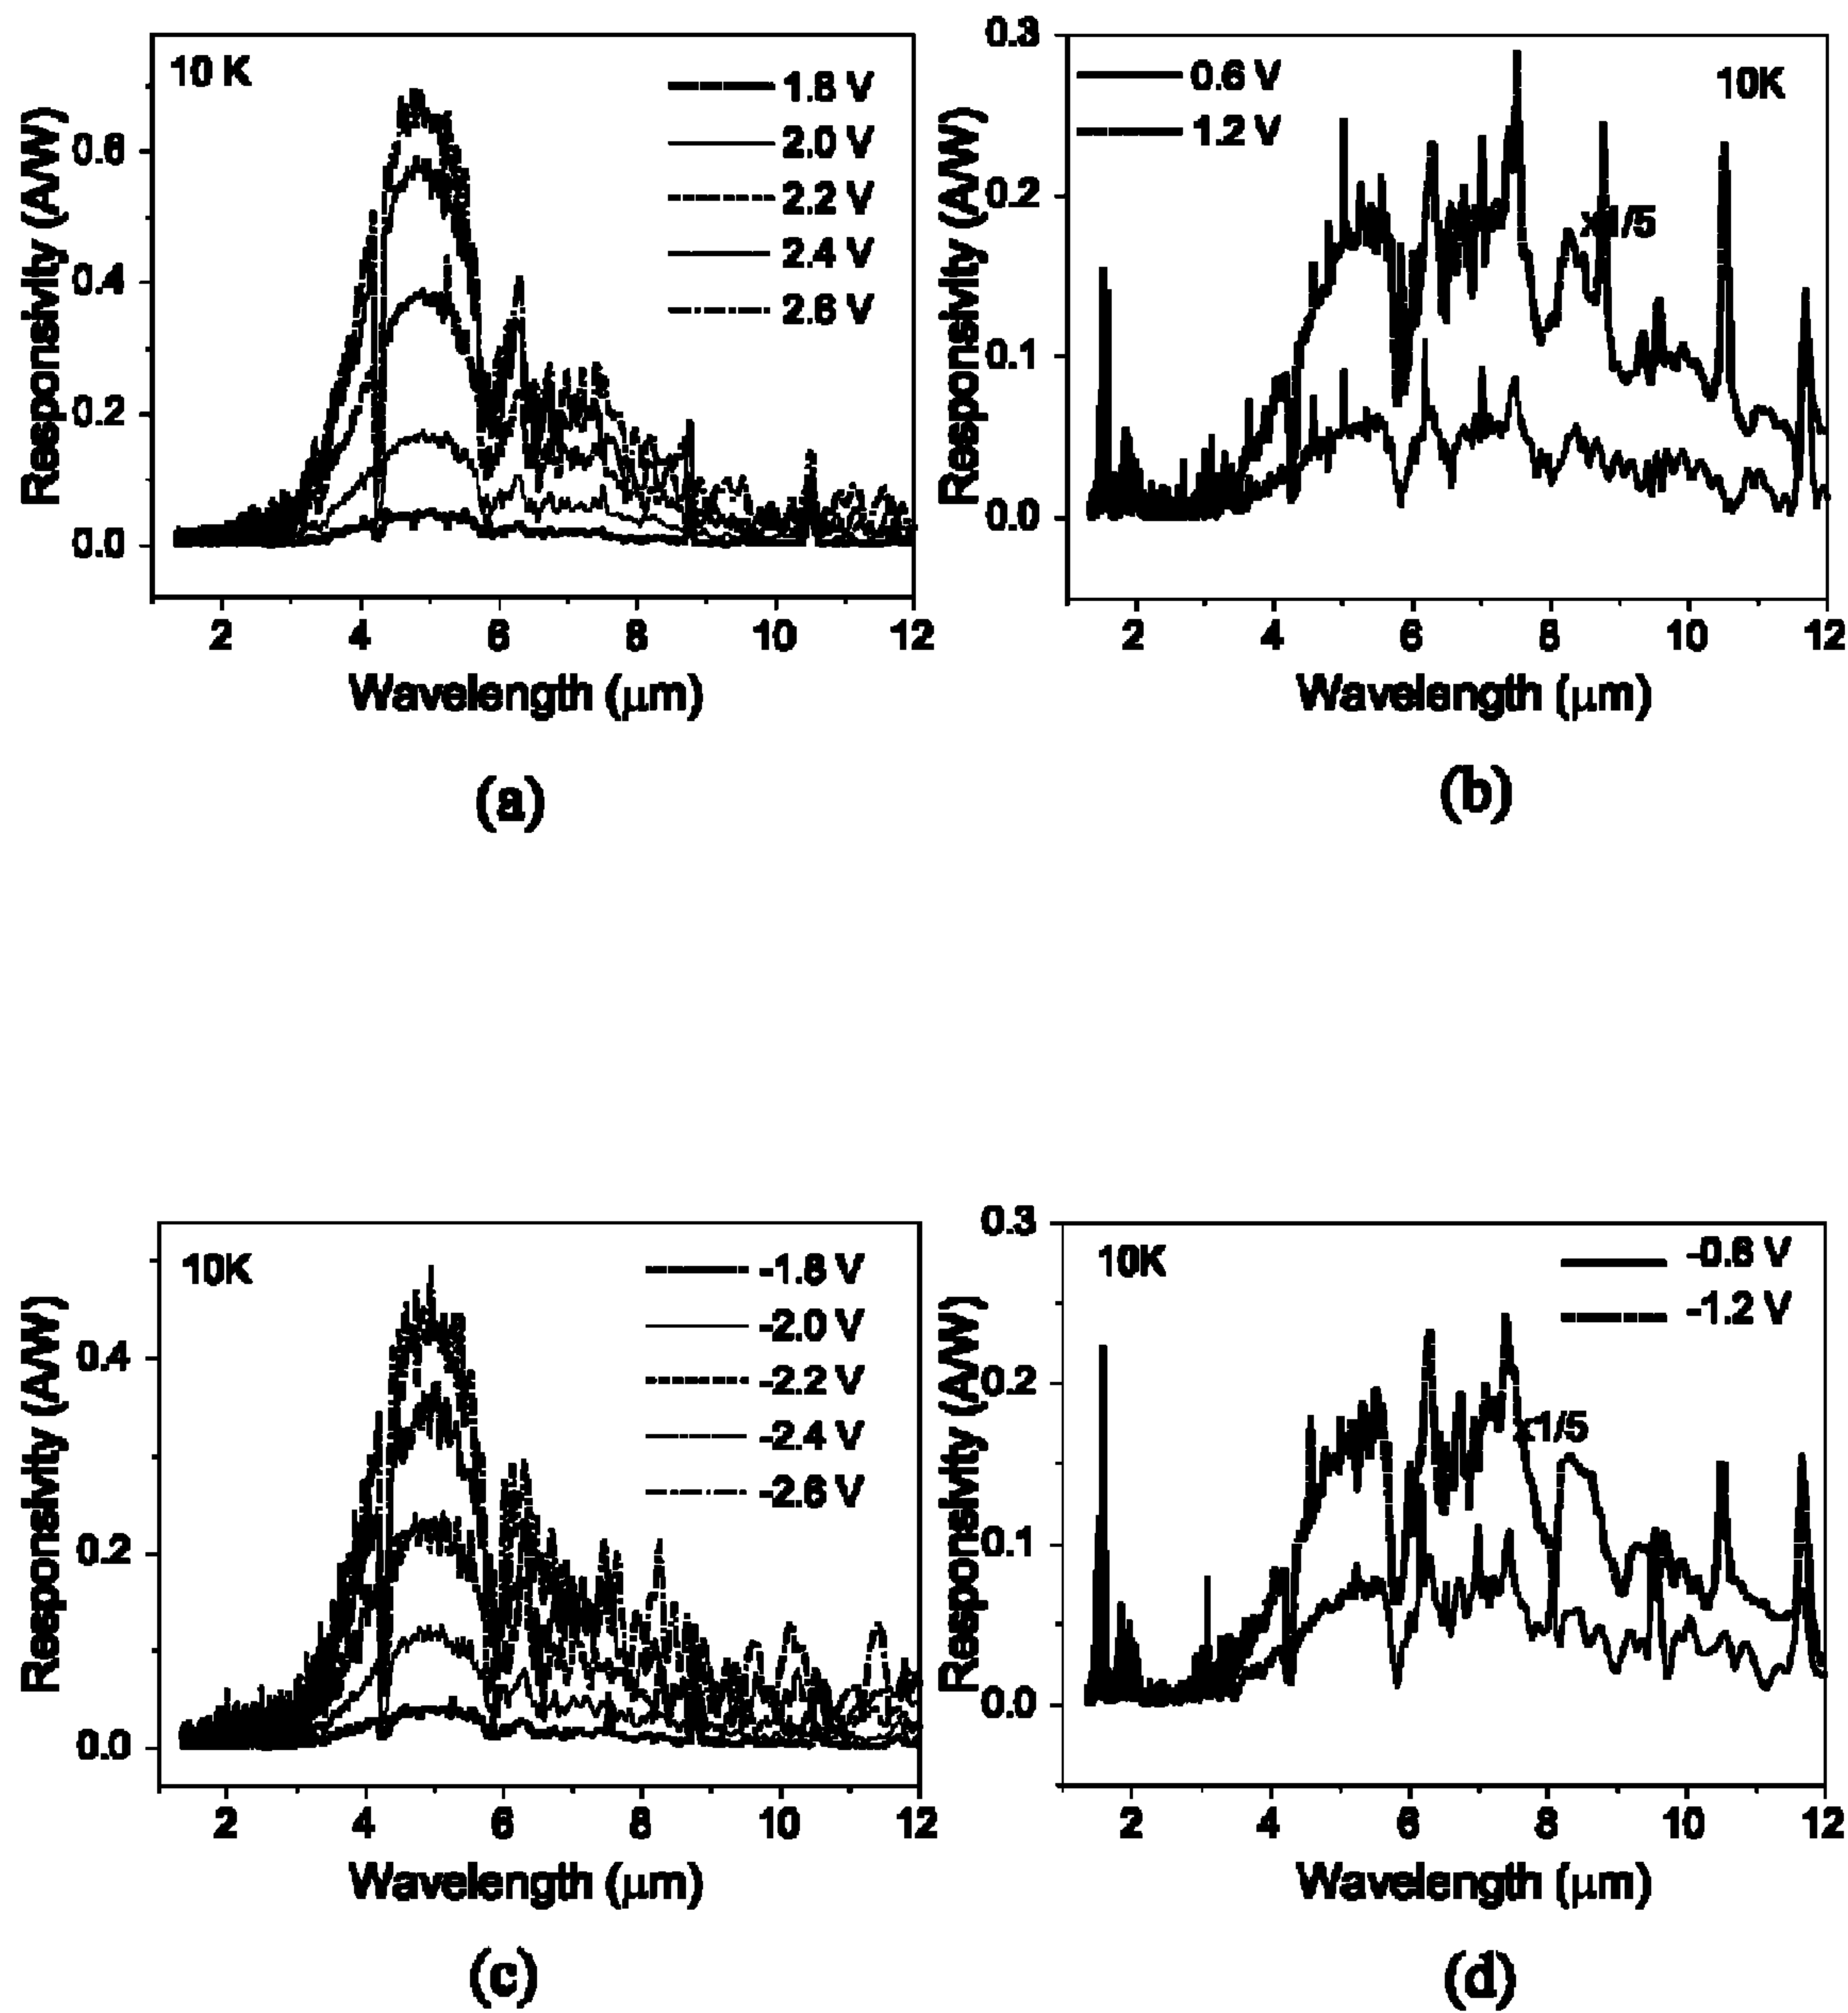 10 K
1.8 V
2.0 V
2.2 V
2.4 V
2.6 V
Responsivity (A/W)
0.6
0.4
0.2
0.0
2 4 6 8 10 12
Wavelength (μm)
(a)
0.6 V
1.2 V
10K
x1/5
Responsivity (A/W)
0.3
0.2
0.1
0.0
2 4 6 8 10 12
Wavelength (μm)
(b)
10K
-1.8 V
-2.0 V
-2.2 V
-2.4 V
-2.6 V
Responsivity (A/W)
0.4
0.2
0.0
2 4 6 8 10 12
Wavelength (μm)
(c)
10K
-0.6 V
-1.2 V
x1/5
Responsivity (A/W)
0.3
0.2
0.1
0.0
2 4 6 8 10 12
Wavelength (μm)
(d)